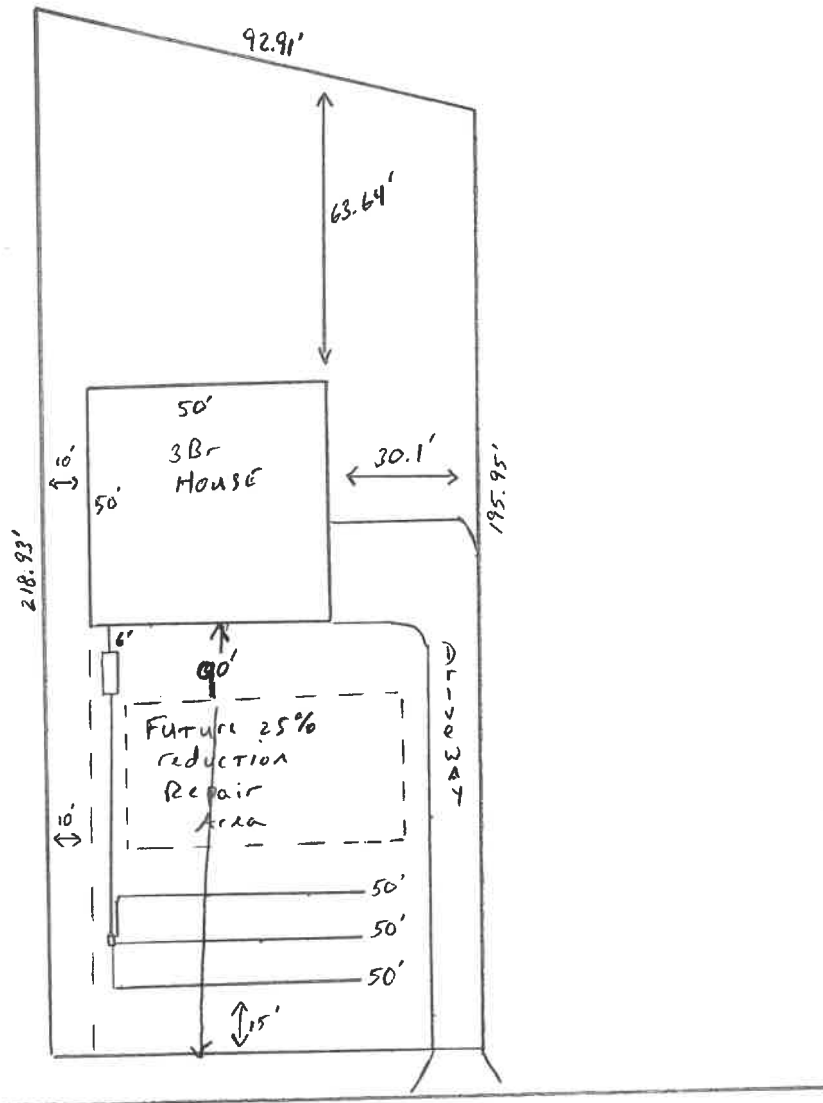 92.91'
63.64'
50'
3Br
House
50'
10'
30.1'
195.95'
218.93'
6'
90'
Future 25%
reduction
Repair
Area
Driveway
10'
50'
50'
50'
15'